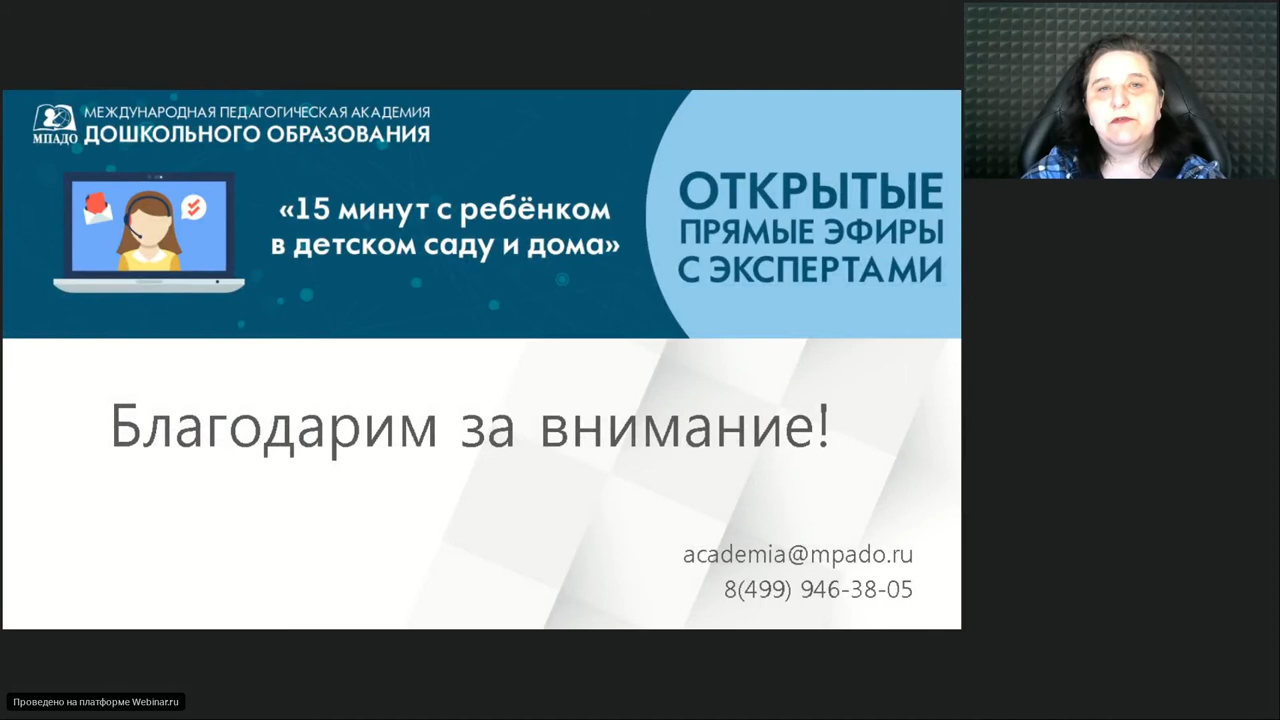 МЕЖДУНАРОДНАЯ ПЕДАГОГИЧЕСКАЯ АКАДЕМИЯ
МПАДО ДОШКОЛЬНОГО ОБРАЗОВАНИЯ
«15 минут с ребёнком
в детском саду и дома»
ОТКРЫТЫЕ
ПРЯМЫЕ ЭФИРЫ
С ЭКСПЕРТАМИ
Благодарим за внимание!
academia@mpado.ru
8(499) 946-38-05
Проведено на платформе Webinar.ru